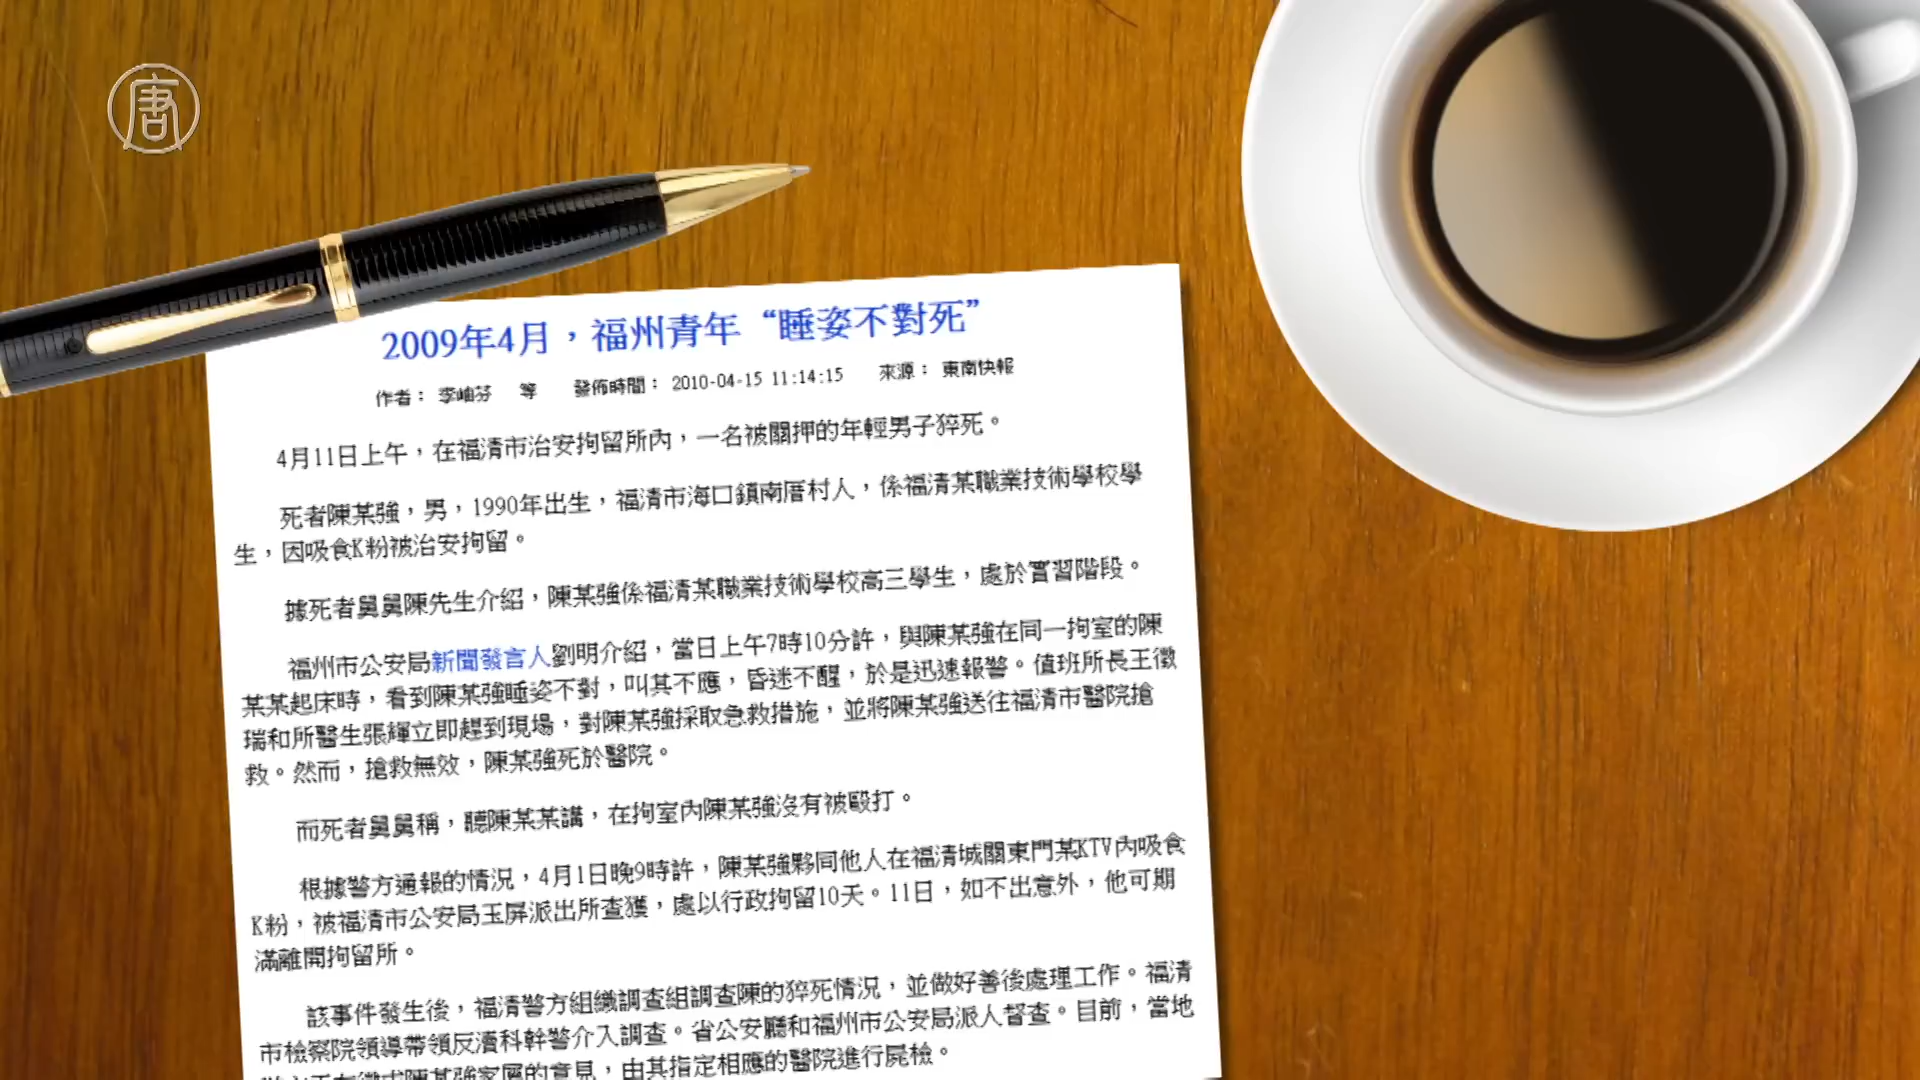 唐
2009年4月，福州青年“睡姿不對死”
作者： 李岫芬 等 發佈時間： 2010-04-15 11:14:15 來源： 東南快報
4月11日上午，在福清市治安拘留所內，一名被關押的年輕男子猝死。
死者陳某強，男，1990年出生，福清市海口鎮南厝村人，係福清某職業技術學校學
生，因吸食K粉被治安拘留。
據死者舅舅陳先生介紹，陳某強係福清某職業技術學校高三學生，處於實習階段。
福州市公安局新聞發言人劉明介紹，當日上午7時10分許，與陳某強在同一拘室的陳
某某起床時，看到陳某強睡姿不對，叫其不應，昏迷不醒，於是迅速報警。值班所長王徵
瑞和所醫生張輝立即趕到現場，對陳某強採取急救措施，並將陳某強送往福清市醫院搶
救。然而，搶救無效，陳某強死於醫院。
而死者舅舅稱，聽陳某某講，在拘室內陳某強沒有被毆打。
根據警方通報的情況，4月1日晚9時許，陳某強夥同他人在福清城關東門某KTV內吸食
K粉，被福清市公安局玉屏派出所查獲，處以行政拘留10天。11日，如不出意外，他可期
滿離開拘留所。
該事件發生後，福清警方組織調查組調查陳的猝死情況，並做好善後處理工作。福清
市檢察院領導帶領反瀆科幹警介入調查。省公安廳和福州市公安局派人督查。目前，當地
陳某強家屬的意見，由其指定相應的醫院進行屍檢。